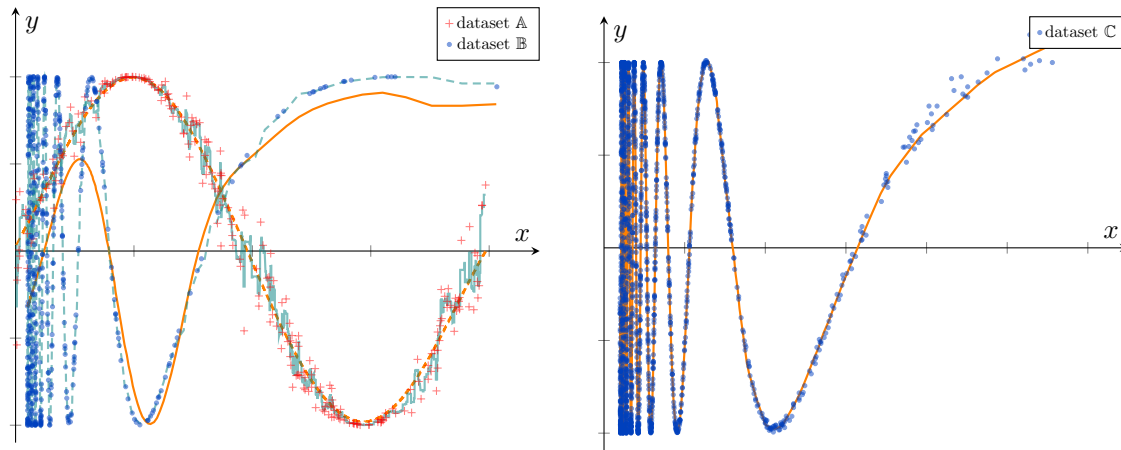 y
dataset 𝔸
dataset 𝔹
x
y
dataset ℂ
x